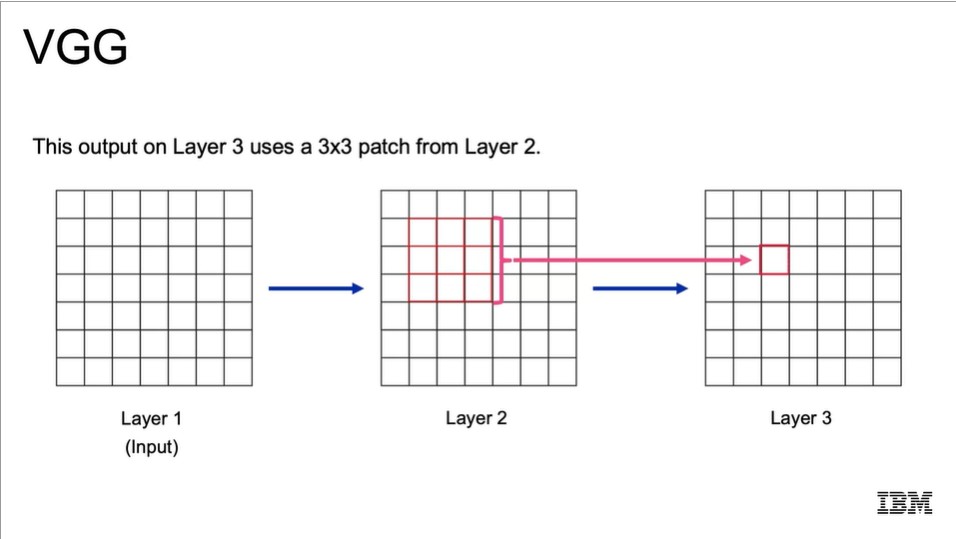 VGG
This output on Layer 3 uses a 3x3 patch from Layer 2.
Layer 1
(Input)
Layer 2
Layer 3
IBM